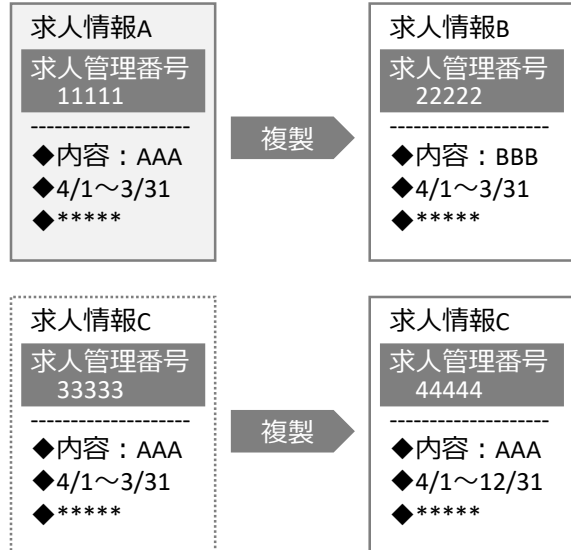 求人情報A
求人管理番号
11111
--------------------
◆内容：AAA
◆4/1～3/31
◆*****
複製
求人情報B
求人管理番号
22222
--------------------
◆内容：BBB
◆4/1～3/31
◆*****
求人情報C
求人管理番号
33333
--------------------
◆内容：AAA
◆4/1～3/31
◆*****
複製
求人情報C
求人管理番号
44444
--------------------
◆内容：AAA
◆4/1～12/31
◆*****